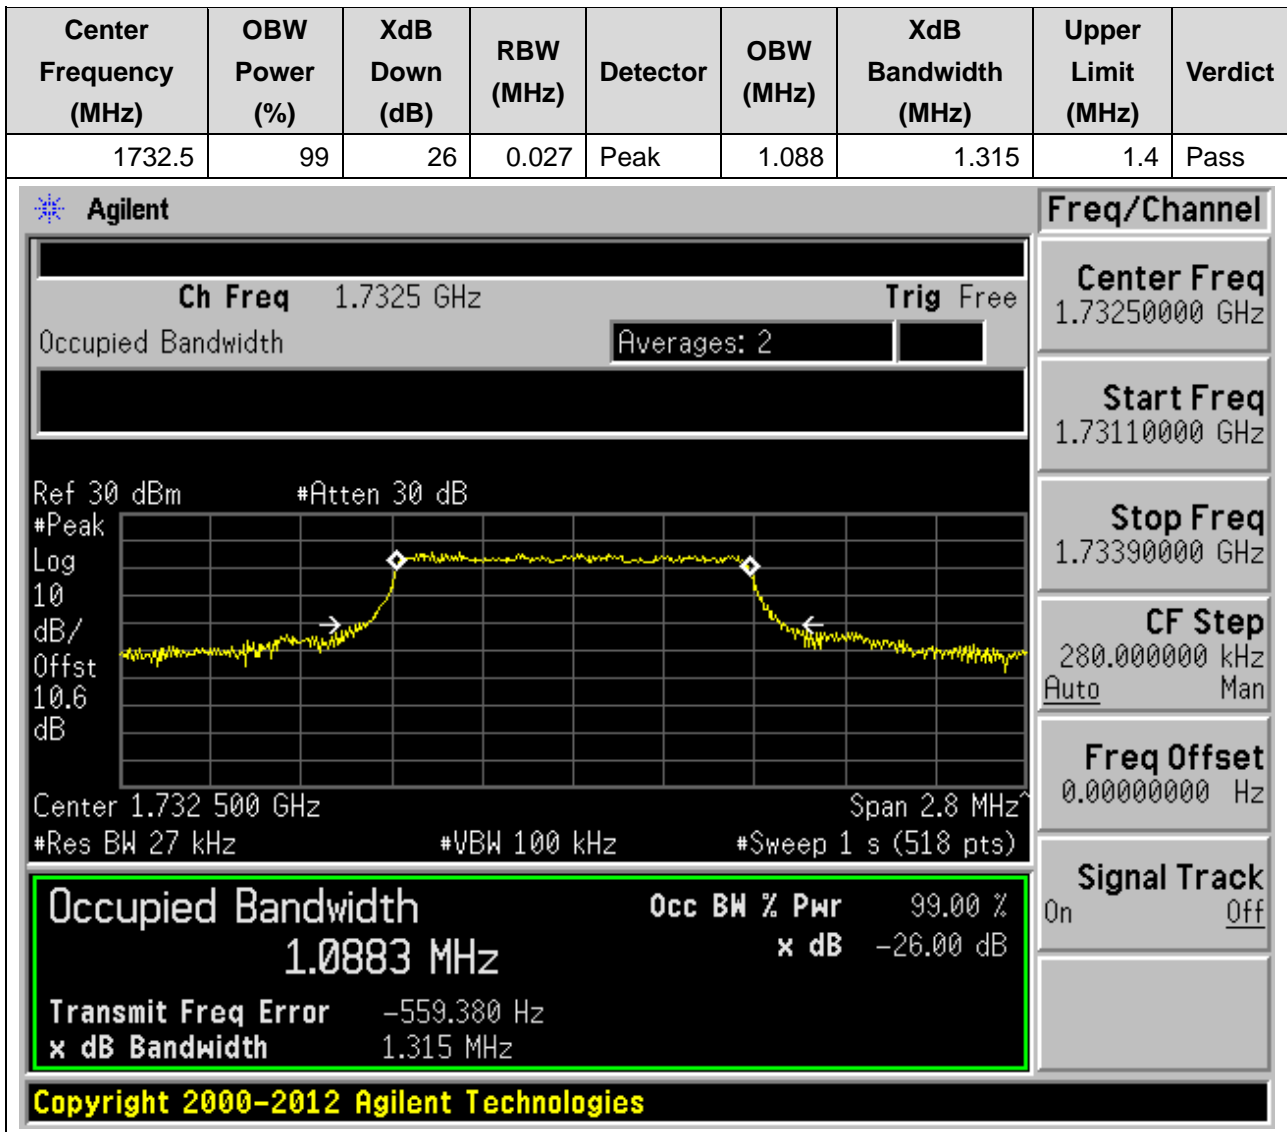 Center Frequency (MHz) OBW Power (%) XdB Down (dB) RBW (MHz) Detector OBW (MHz) XdB Bandwidth (MHz) Upper Limit (MHz) Verdict
1732.5 99 26 0.027 Peak 1.088 1.315 1.4 Pass
Agilent
Ch Freq 1.7325 GHz Trig Free
Occupied Bandwidth Averages: 2
Ref 30 dBm #Atten 30 dB
#Peak
Log
10
dB/
Offst
10.6
dB
Center 1.732 500 GHz Span 2.8 MHz^
#Res BW 27 kHz #VBW 100 kHz #Sweep 1 s (518 pts)
Occupied Bandwidth Occ BW % Pwr 99.00 %
1.0883 MHz x dB -26.00 dB
Transmit Freq Error -559.380 Hz
x dB Bandwidth 1.315 MHz
Freq/Channel
Center Freq
1.73250000 GHz
Start Freq
1.73110000 GHz
Stop Freq
1.73390000 GHz
CF Step
280.000000 kHz
Auto Man
Freq Offset
0.00000000 Hz
Signal Track
On Off
Copyright 2000-2012 Agilent Technologies